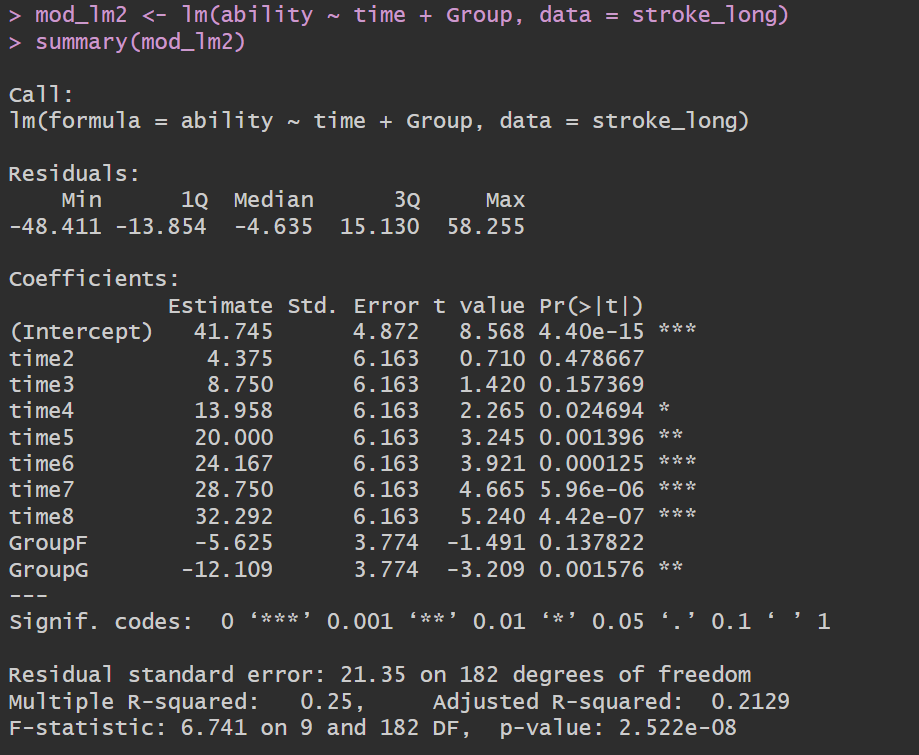 > mod_lm2 <- lm(ability ~ time + Group, data = stroke_long)
> summary(mod_lm2)
Call:
lm(formula = ability ~ time + Group, data = stroke_long)
Residuals:
    Min      1Q  Median      3Q     Max
-48.411 -13.854  -4.635  15.130  58.255
Coefficients:
            Estimate Std. Error t value Pr(>|t|)
(Intercept)   41.745      4.872   8.568 4.40e-15 ***
time2          4.375      6.163   0.710 0.478667
time3          8.750      6.163   1.420 0.157369
time4         13.958      6.163   2.265 0.024694 *
time5         20.000      6.163   3.245 0.001396 **
time6         24.167      6.163   3.921 0.000125 ***
time7         28.750      6.163   4.665 5.96e-06 ***
time8         32.292      6.163   5.240 4.42e-07 ***
GroupF        -5.625      3.774  -1.491 0.137822
GroupG       -12.109      3.774  -3.209 0.001576 **
---
Signif. codes:  0 ‘***’ 0.001 ‘**’ 0.01 ‘*’ 0.05 ‘.’ 0.1 ‘ ’ 1
Residual standard error: 21.35 on 182 degrees of freedom
Multiple R-squared:   0.25,	Adjusted R-squared:  0.2129
F-statistic: 6.741 on 9 and 182 DF,  p-value: 2.522e-08